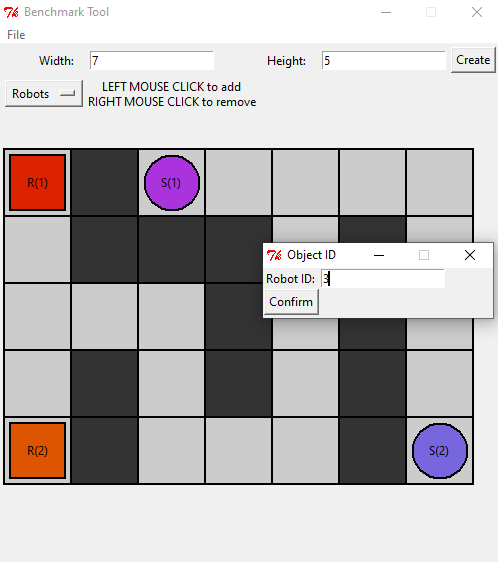 Benchmark Tool
File
Width: 7 Height: 5 Create
Robots
LEFT MOUSE CLICK to add
RIGHT MOUSE CLICK to remove
R(1) S(1)
Object ID
Robot ID: 3
Confirm
R(2) S(2)